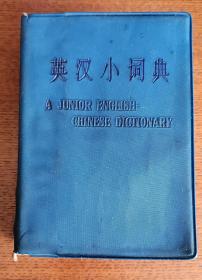 英汉小词典
A JUNIOR ENGLISH-
CHINESE DICTIONARY